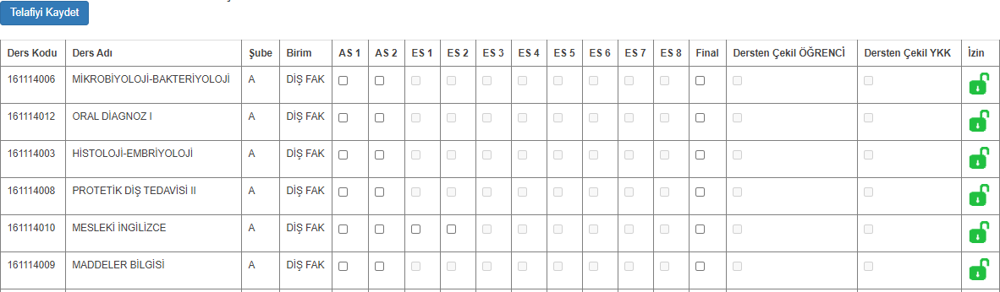 Telafiyi Kaydet
Ders Kodu Ders Adı Şube Birim AS 1 AS 2 ES 1 ES 2 ES 3 ES 4 ES 5 ES 6 ES 7 ES 8 Final Dersten Çekil ÖĞRENCİ Dersten Çekil YKK İzin
161114006 MİKROBİYOLOJİ-BAKTERİYOLOJİ A DİŞ FAK
161114012 ORAL DİAGNOZ I A DİŞ FAK
161114003 HİSTOLOJİ-EMBRİYOLOJİ A DİŞ FAK
161114008 PROTETİK DİŞ TEDAVİSİ II A DİŞ FAK
161114010 MESLEKİ İNGİLİZCE A DİŞ FAK
161114009 MADDELER BİLGİSİ A DİŞ FAK